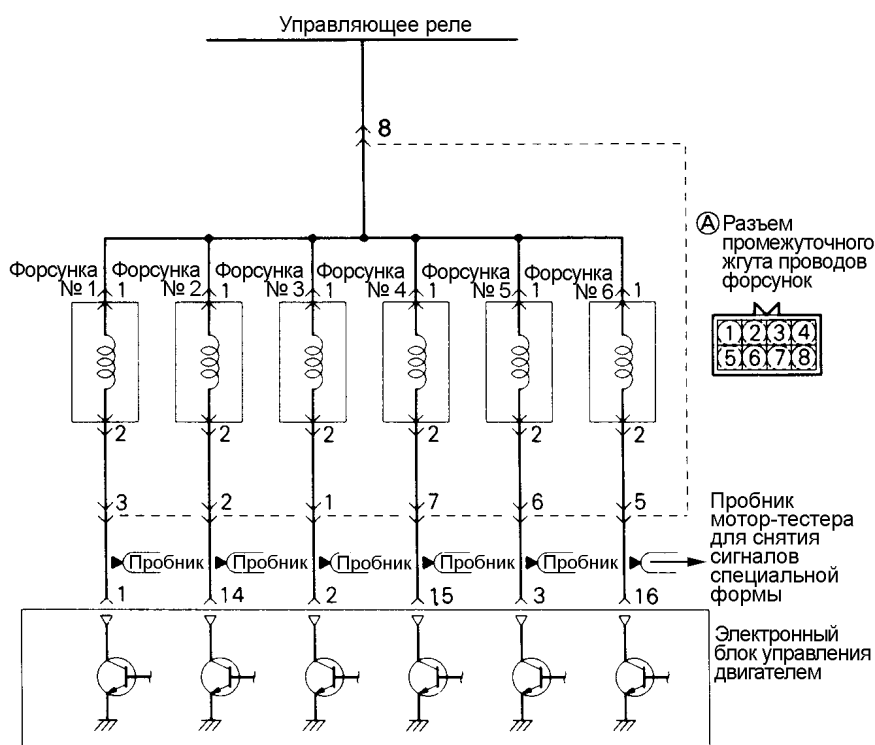 Управляющее реле
8
Ⓐ Разъем
промежуточного
жгута проводов
форсунок
1 2 3 4
5 6 7 8
Форсунка Форсунка Форсунка Форсунка Форсунка Форсунка
№ 1 1 № 2 1 № 3 1 № 4 1 № 5 1 № 6 1
2 2 2 2 2 2
3 2 1 7 6 5
Пробник
мотор-тестера
для снятия
сигналов
специальной
формы
Пробник Пробник Пробник Пробник Пробник
1 14 2 15 3 16
Электронный
блок управления
двигателем